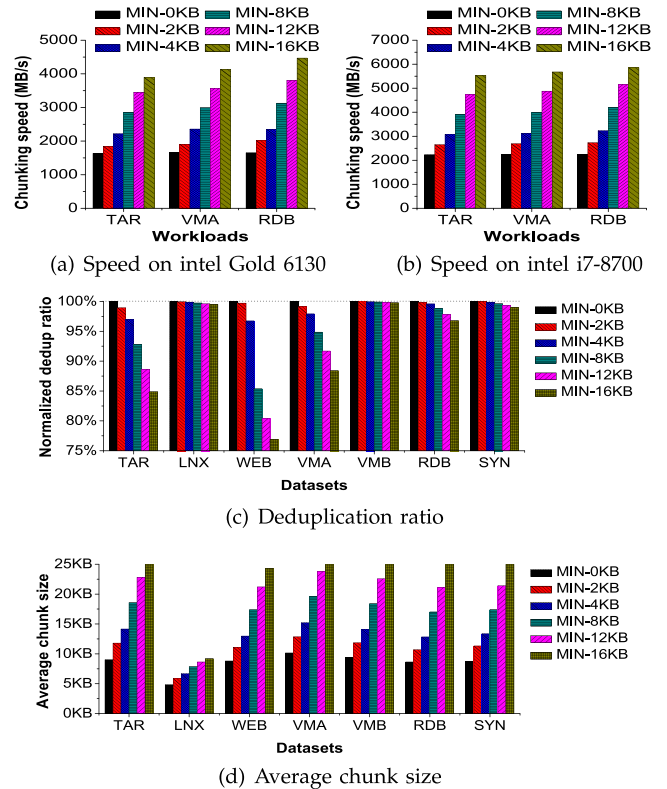 MIN-0KB MIN-8KB
MIN-2KB MIN-12KB
MIN-4KB MIN-16KB
Chunking speed (MB/s)
5000
4000
3000
2000
1000
0
TAR VMA RDB
Workloads
(a) Speed on intel Gold 6130
MIN-0KB MIN-8KB
MIN-2KB MIN-12KB
MIN-4KB MIN-16KB
Chunking speed (MB/s)
7000
6000
5000
4000
3000
2000
1000
0
TAR VMA RDB
Workloads
(b) Speed on intel i7-8700
Normalized dedup ratio
100%
95%
90%
85%
80%
75%
TAR LNX WEB VMA VMB RDB SYN
Datasets
MIN-0KB
MIN-2KB
MIN-4KB
MIN-8KB
MIN-12KB
MIN-16KB
(c) Deduplication ratio
Average chunk size
25KB
20KB
15KB
10KB
5KB
0KB
TAR LNX WEB VMA VMB RDB SYN
Datasets
MIN-0KB
MIN-2KB
MIN-4KB
MIN-8KB
MIN-12KB
MIN-16KB
(d) Average chunk size